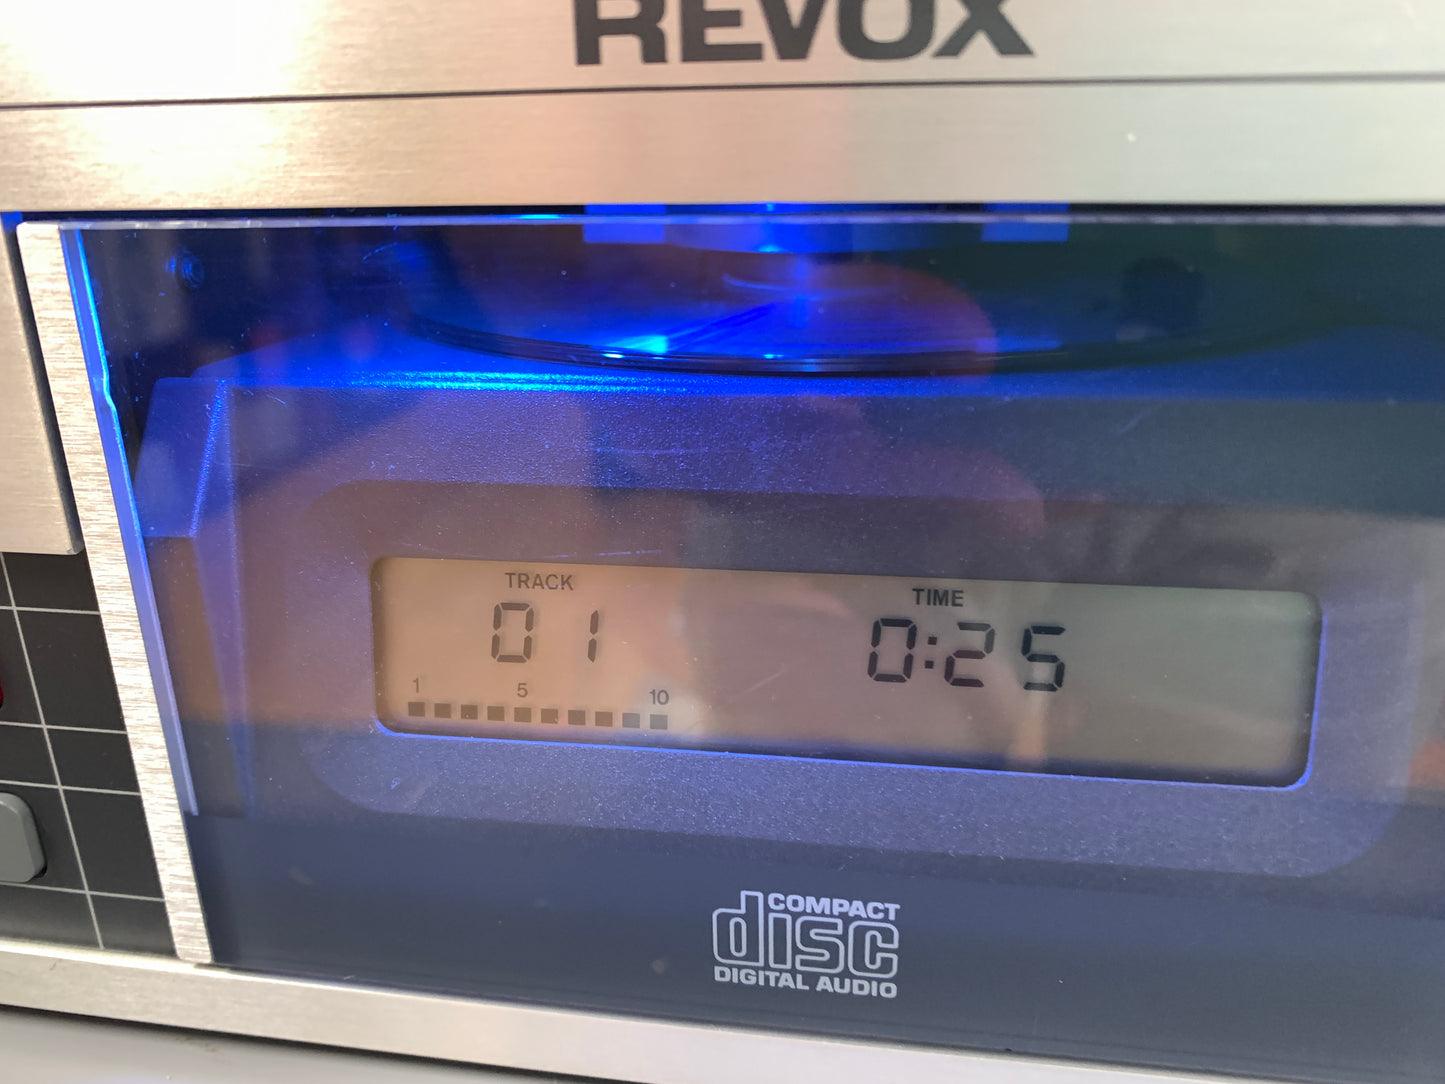 REVOX
TRACK
TIME
01
0:25
1 5 10
COMPACT
disc
DIGITAL AUDIO